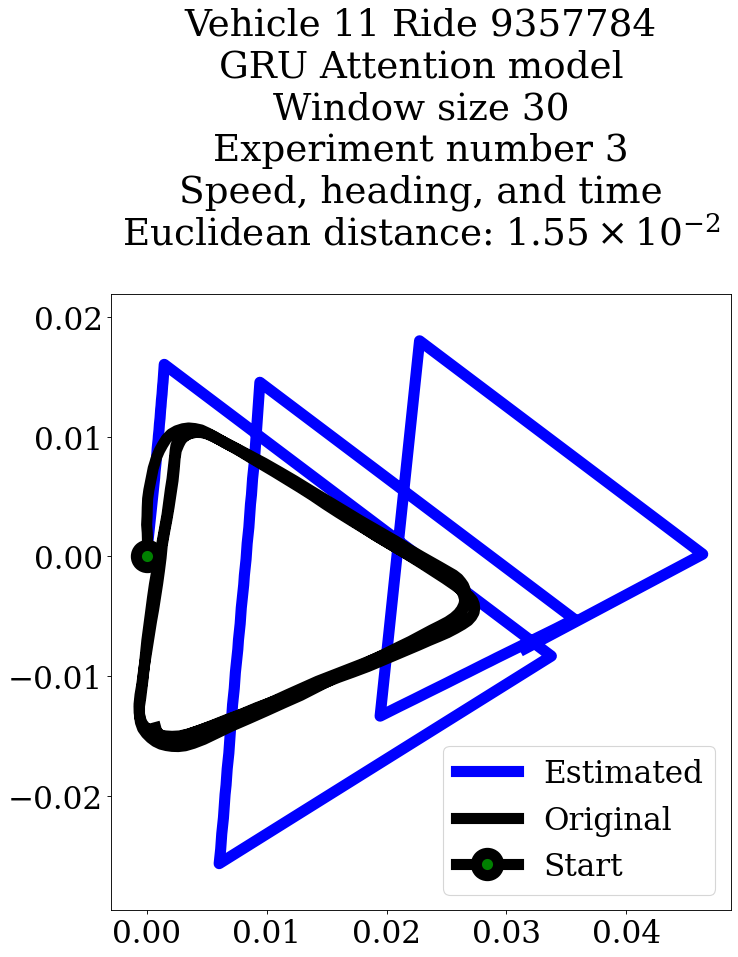 Vehicle 11 Ride 9357784
GRU Attention model
Window size 30
Experiment number 3
Speed, heading, and time
Euclidean distance: 1.55 × 10⁻²
0.02
0.01
0.00
−0.01
−0.02
Estimated
Original
Start
0.00 0.01 0.02 0.03 0.04